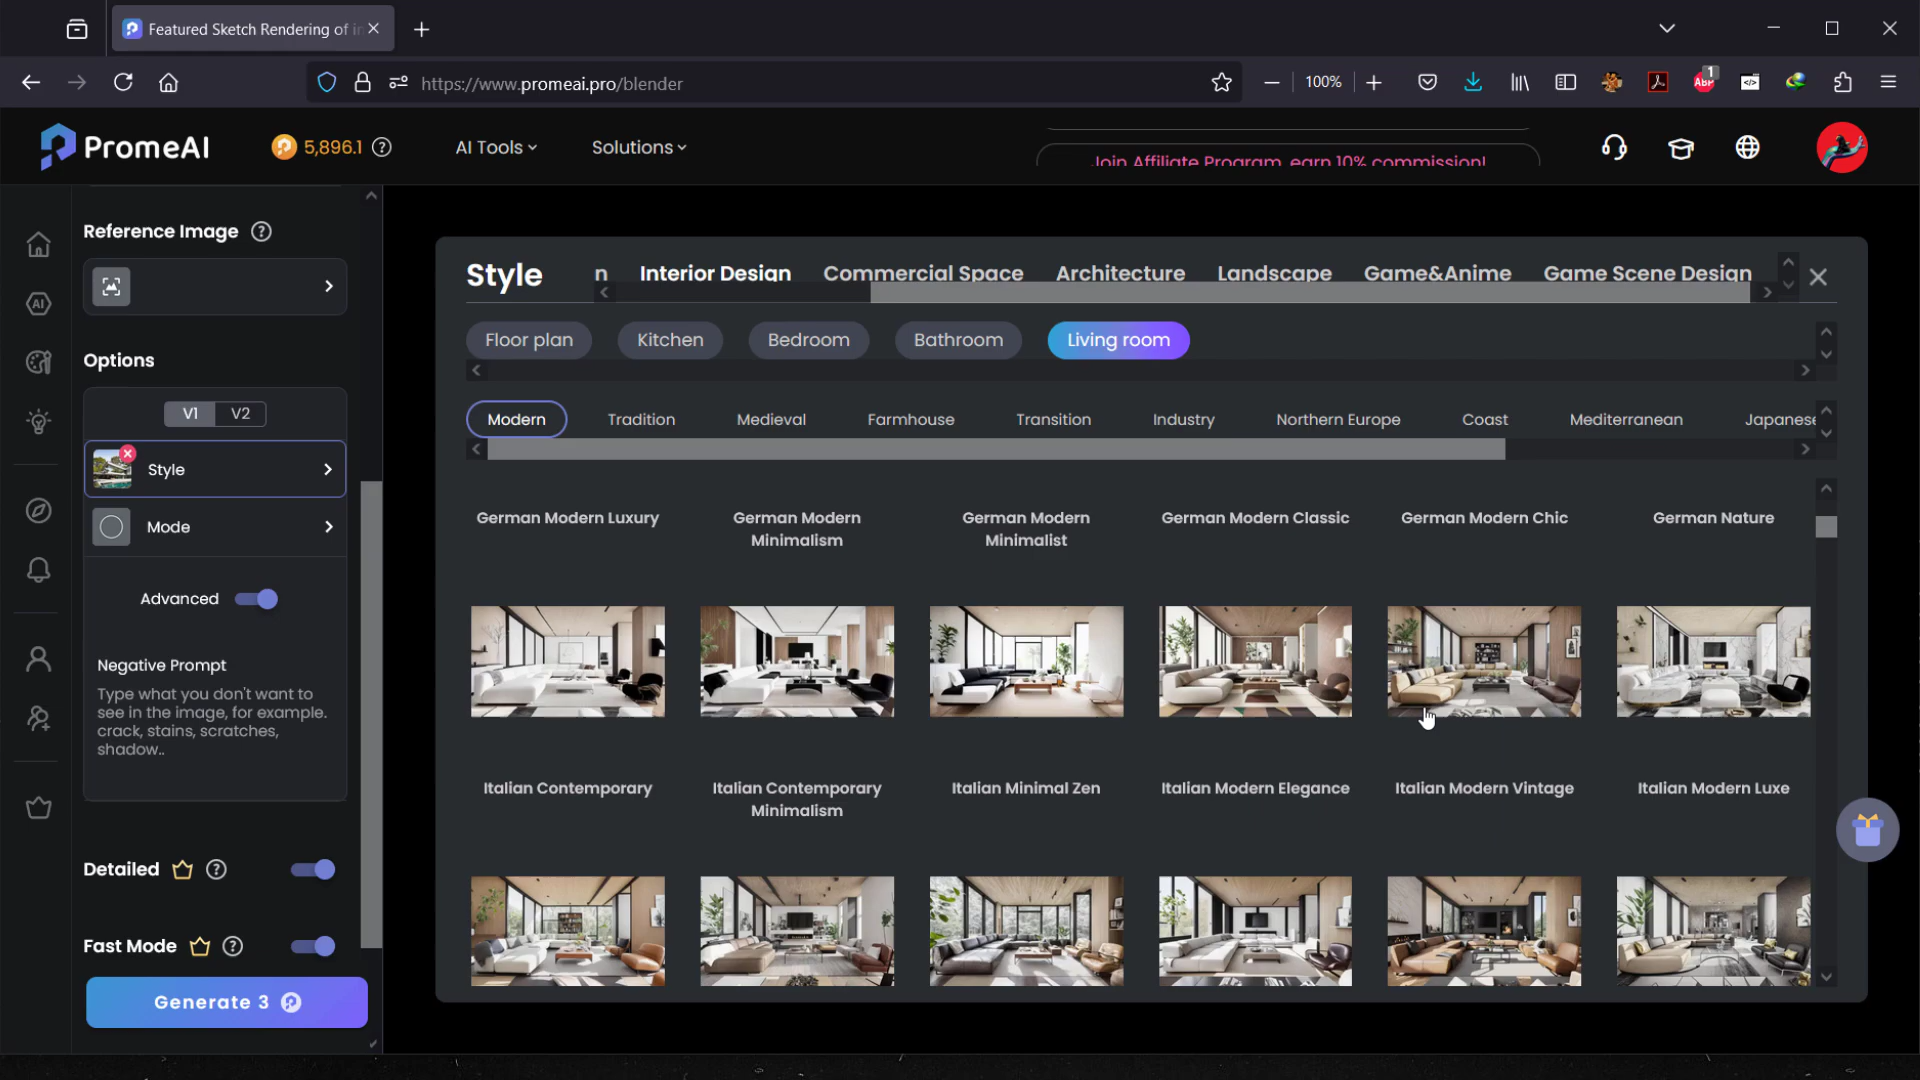 Featured Sketch Rendering of in
https://www.promeai.pro/blender
100%
1
ABP
PromeAI
5,896.1
AI Tools
Solutions
Join Affiliate Program, earn 10% commission!
Reference Image
Options
V1
V2
Style
Mode
Advanced
Negative Prompt
Type what you don't want to
see in the image, for example.
crack, stains, scratches,
shadow..
Detailed
Fast Mode
Generate 3
Style
n
Interior Design
Commercial Space
Architecture
Landscape
Game&Anime
Game Scene Design
Floor plan
Kitchen
Bedroom
Bathroom
Living room
Modern
Tradition
Medieval
Farmhouse
Transition
Industry
Northern Europe
Coast
Mediterranean
Japanese
German Modern Luxury
German Modern
Minimalism
German Modern
Minimalist
German Modern Classic
German Modern Chic
German Nature
Italian Contemporary
Italian Contemporary
Minimalism
Italian Minimal Zen
Italian Modern Elegance
Italian Modern Vintage
Italian Modern Luxe